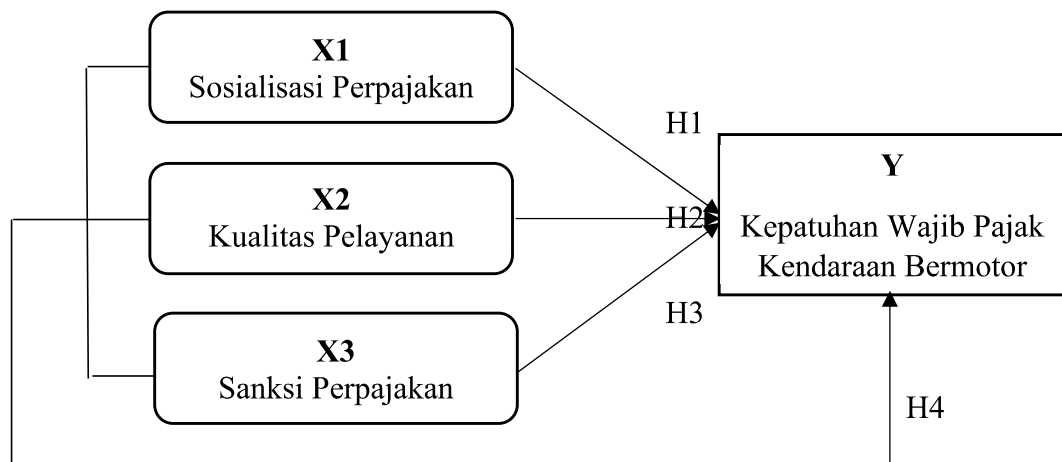 X1
Sosialisasi Perpajakan
H1
Y
X2
Kualitas Pelayanan
H2
Kepatuhan Wajib Pajak
Kendaraan Bermotor
H3
X3
Sanksi Perpajakan
H4